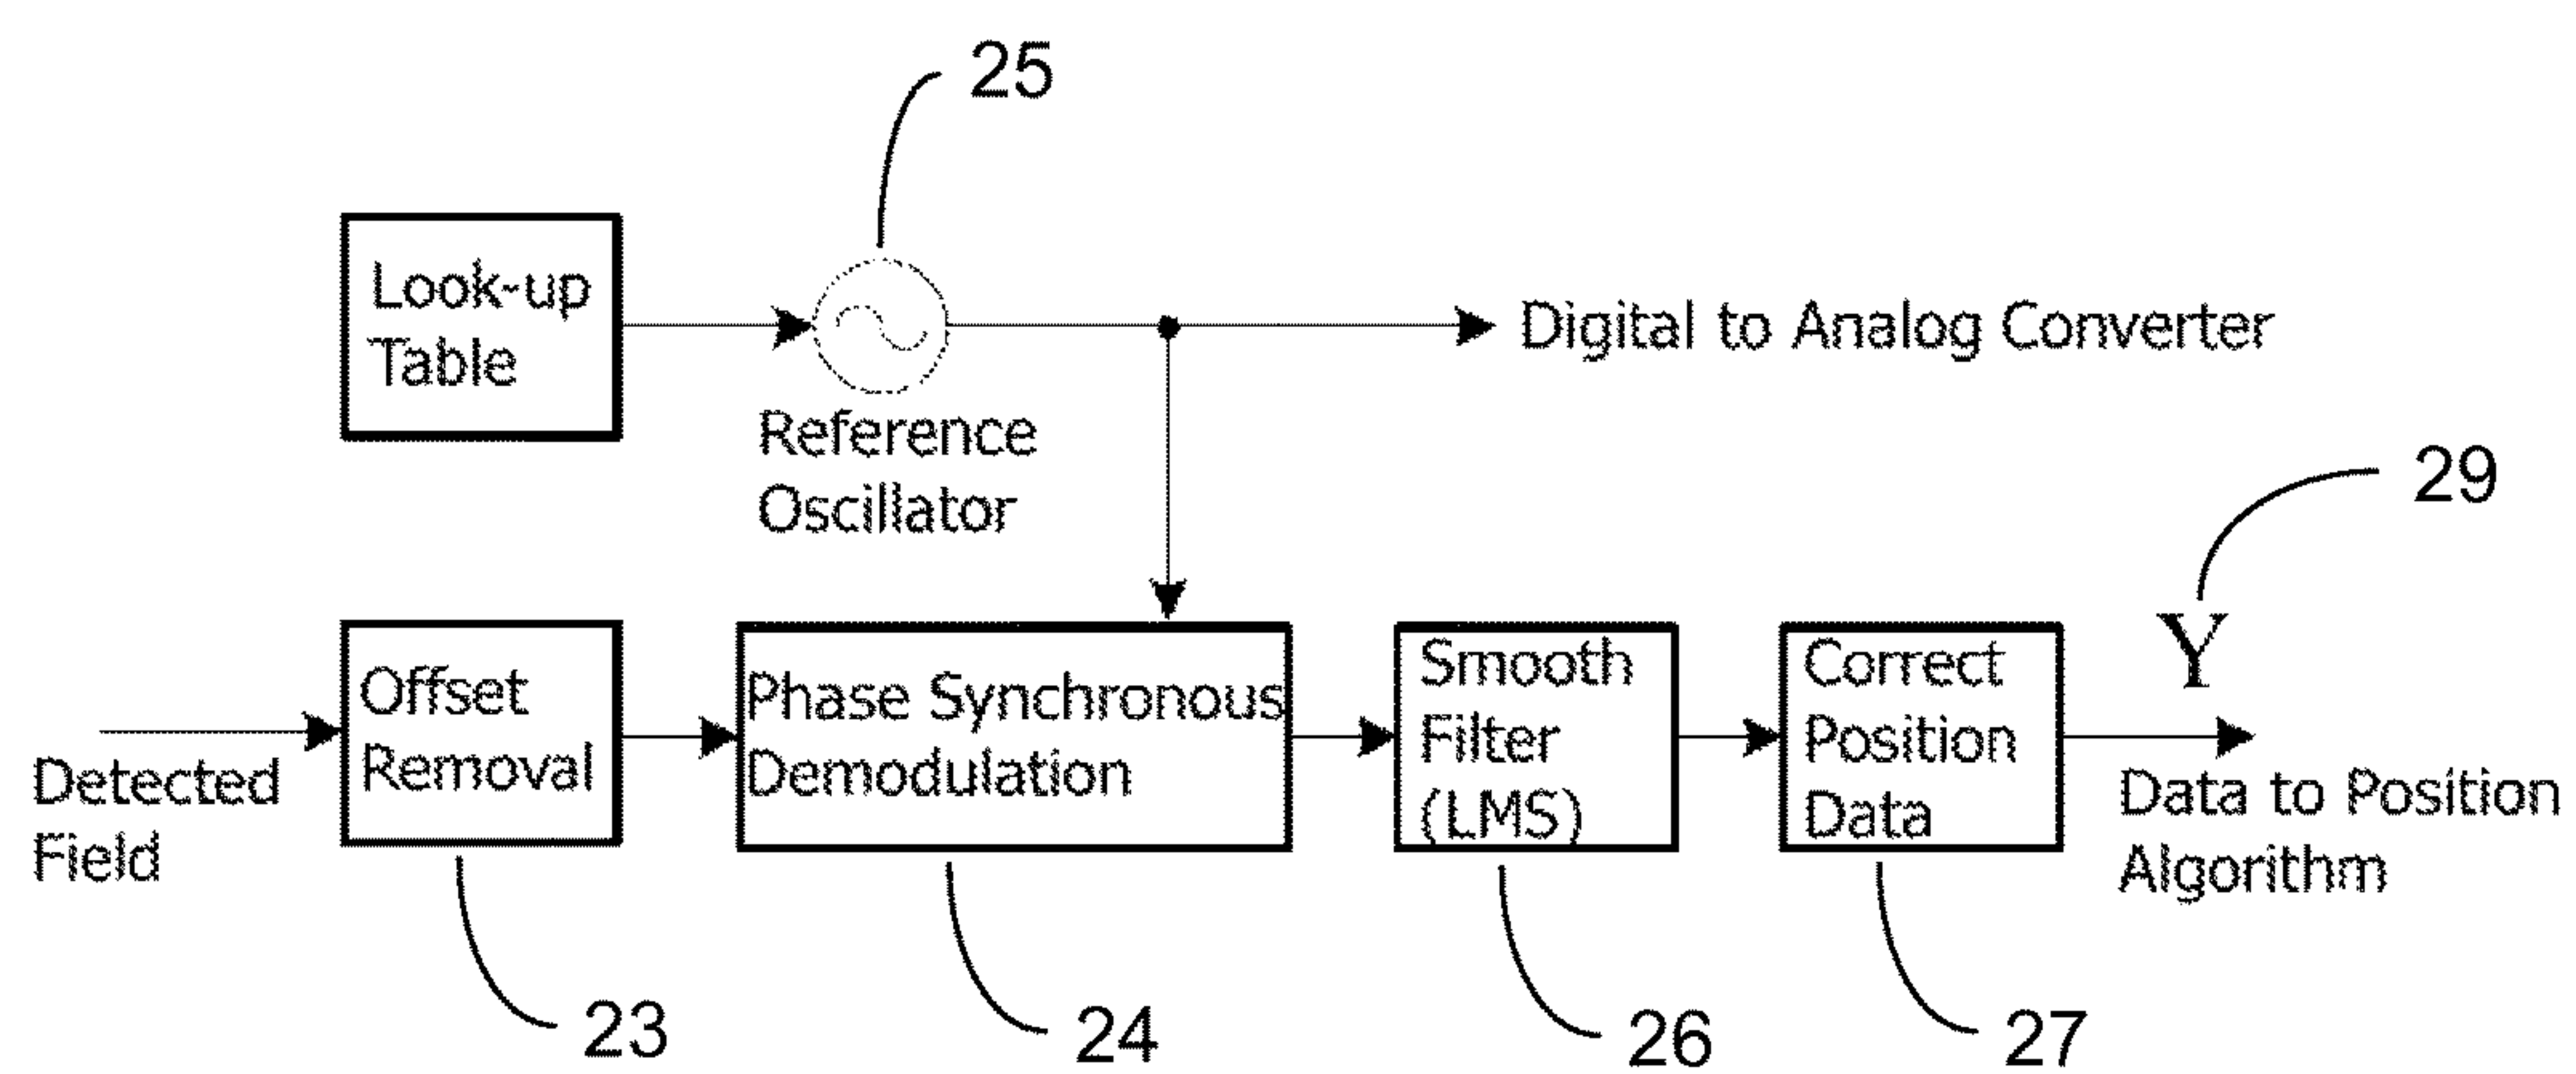 25
Look-up
Table
Digital to Analog Converter
Reference
Oscillator
29
Y
Detected
Field
Offset
Removal
Phase Synchronous
Demodulation
Smooth
Filter
(LMS)
Correct
Position
Data
Data to Position
Algorithm
23
24
26
27